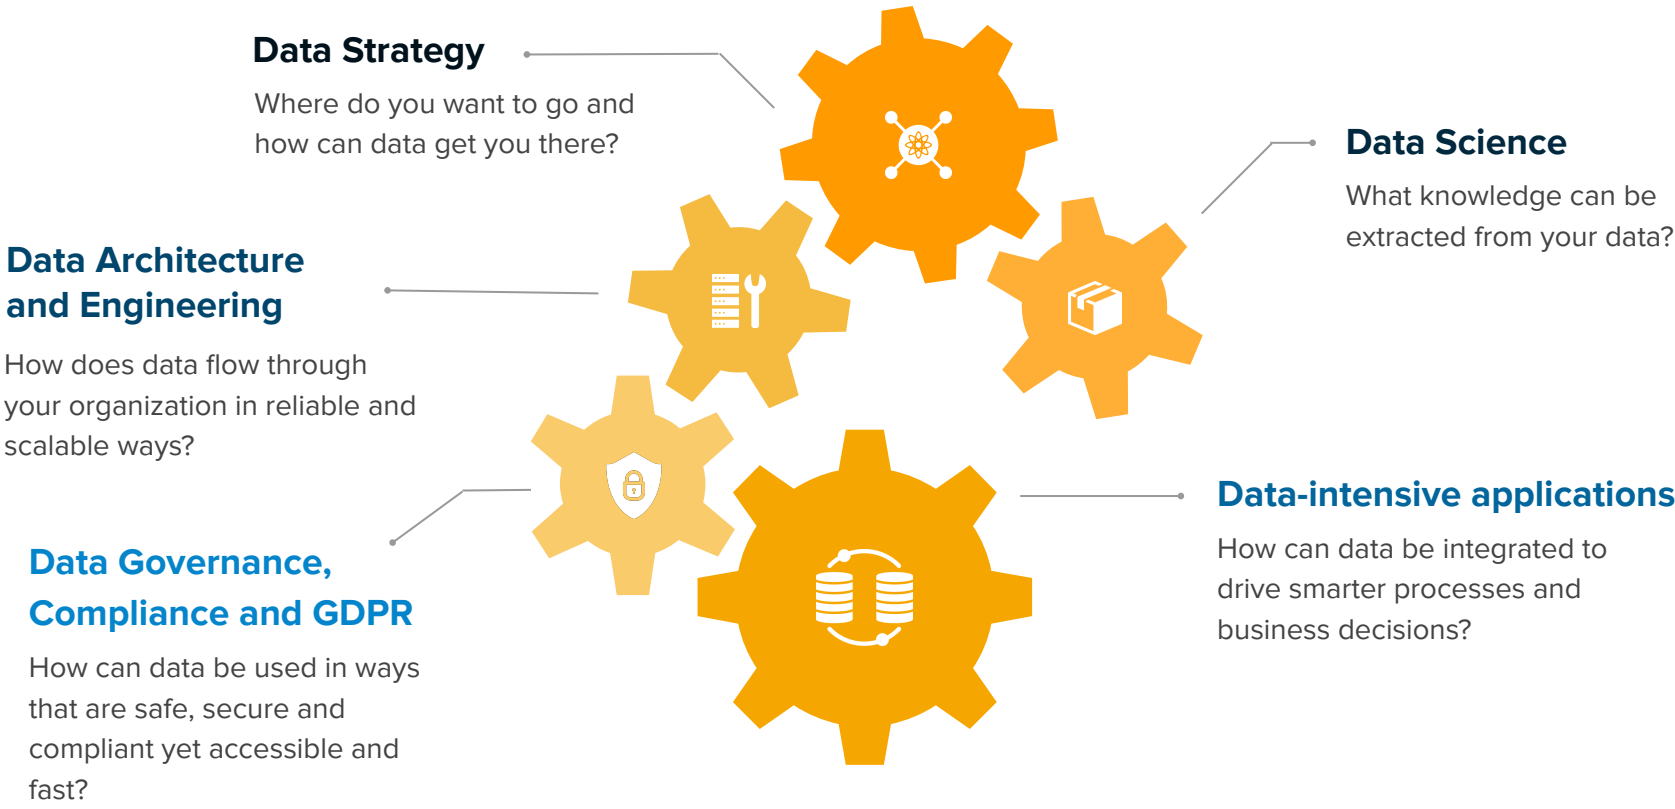 Data Strategy
Where do you want to go and
how can data get you there?
Data Science
What knowledge can be
extracted from your data?
Data Architecture
and Engineering
How does data flow through
your organization in reliable and
scalable ways?
Data-intensive applications
How can data be integrated to
drive smarter processes and
business decisions?
Data Governance,
Compliance and GDPR
How can data be used in ways
that are safe, secure and
compliant yet accessible and
fast?